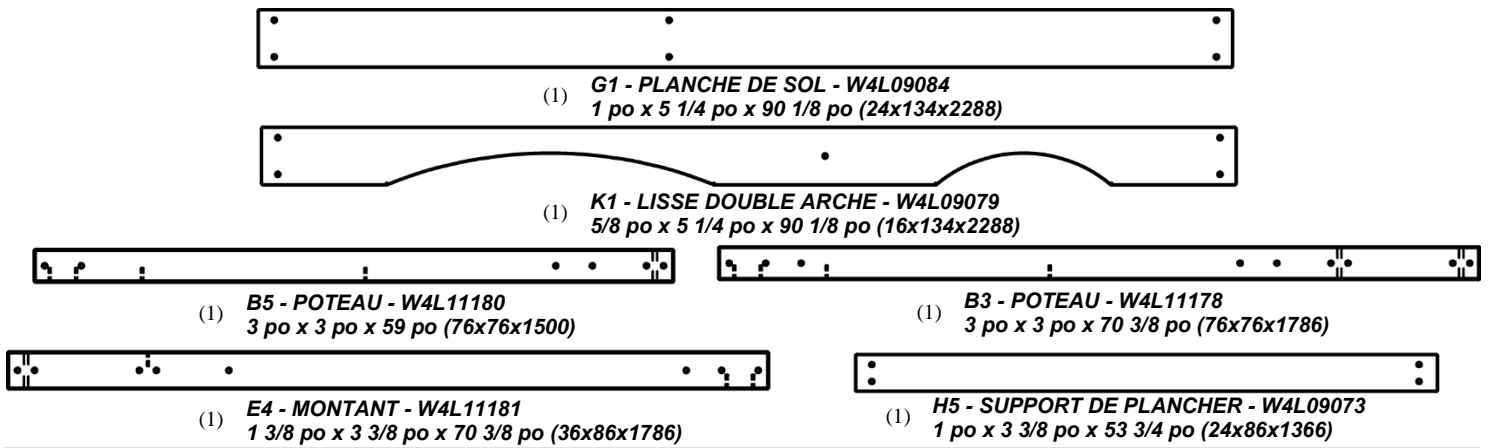 (1) G1 - PLANCHE DE SOL - W4L09084
1 po x 5 1/4 po x 90 1/8 po (24x134x2288)
(1) K1 - LISSE DOUBLE ARCHE - W4L09079
5/8 po x 5 1/4 po x 90 1/8 po (16x134x2288)
(1) B5 - POTEAU - W4L11180
3 po x 3 po x 59 po (76x76x1500)
(1) B3 - POTEAU - W4L11178
3 po x 3 po x 70 3/8 po (76x76x1786)
(1) E4 - MONTANT - W4L11181
1 3/8 po x 3 3/8 po x 70 3/8 po (36x86x1786)
(1) H5 - SUPPORT DE PLANCHER - W4L09073
1 po x 3 3/8 po x 53 3/4 po (24x86x1366)